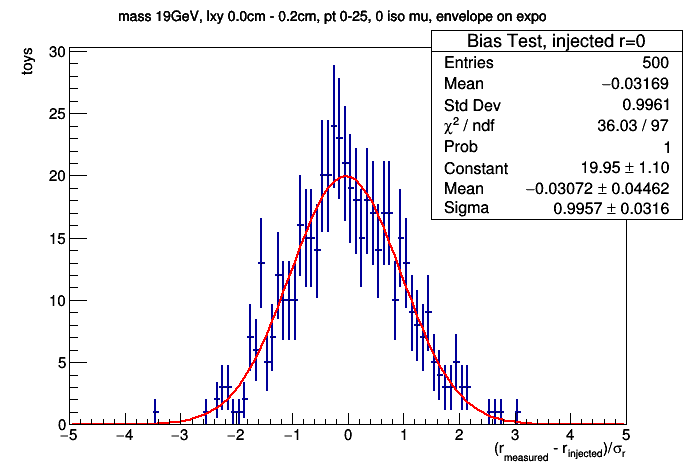 mass 19GeV, lxy 0.0cm - 0.2cm, pt 0-25, 0 iso mu, envelope on expo
Bias Test, injected r=0
Entries 500
Mean −0.03169
Std Dev 0.9961
χ² / ndf 36.03 / 97
Prob 1
Constant 19.95 ± 1.10
Mean −0.03072 ± 0.04462
Sigma 0.9957 ± 0.0316
toys
30
25
20
15
10
5
0
−5 −4 −3 −2 −1 0 1 2 3 4 5
(r_measured - r_injected)/σ_r